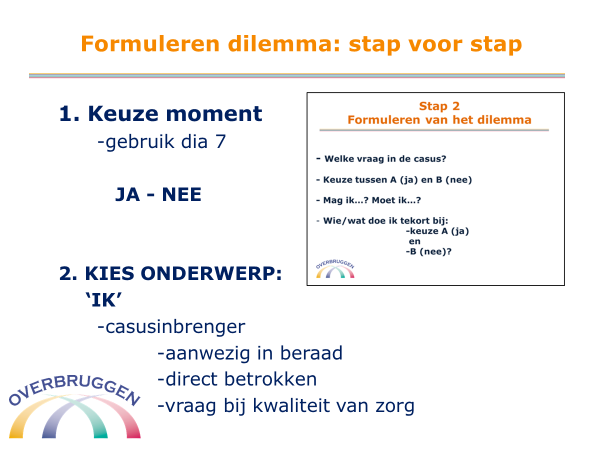 Formuleren dilemma: stap voor stap
1. Keuze moment
-gebruik dia 7
JA - NEE
2. KIES ONDERWERP:
‘IK’
-casusinbrenger
-aanwezig in beraad
-direct betrokken
-vraag bij kwaliteit van zorg
Stap 2
Formuleren van het dilemma
- Welke vraag in de casus?
- Keuze tussen A (ja) en B (nee)
- Mag ik…? Moet ik…?
- Wie/wat doe ik tekort bij:
-keuze A (ja)
en
-B (nee)?
OVERBRUGGEN
OVERBRUGGEN